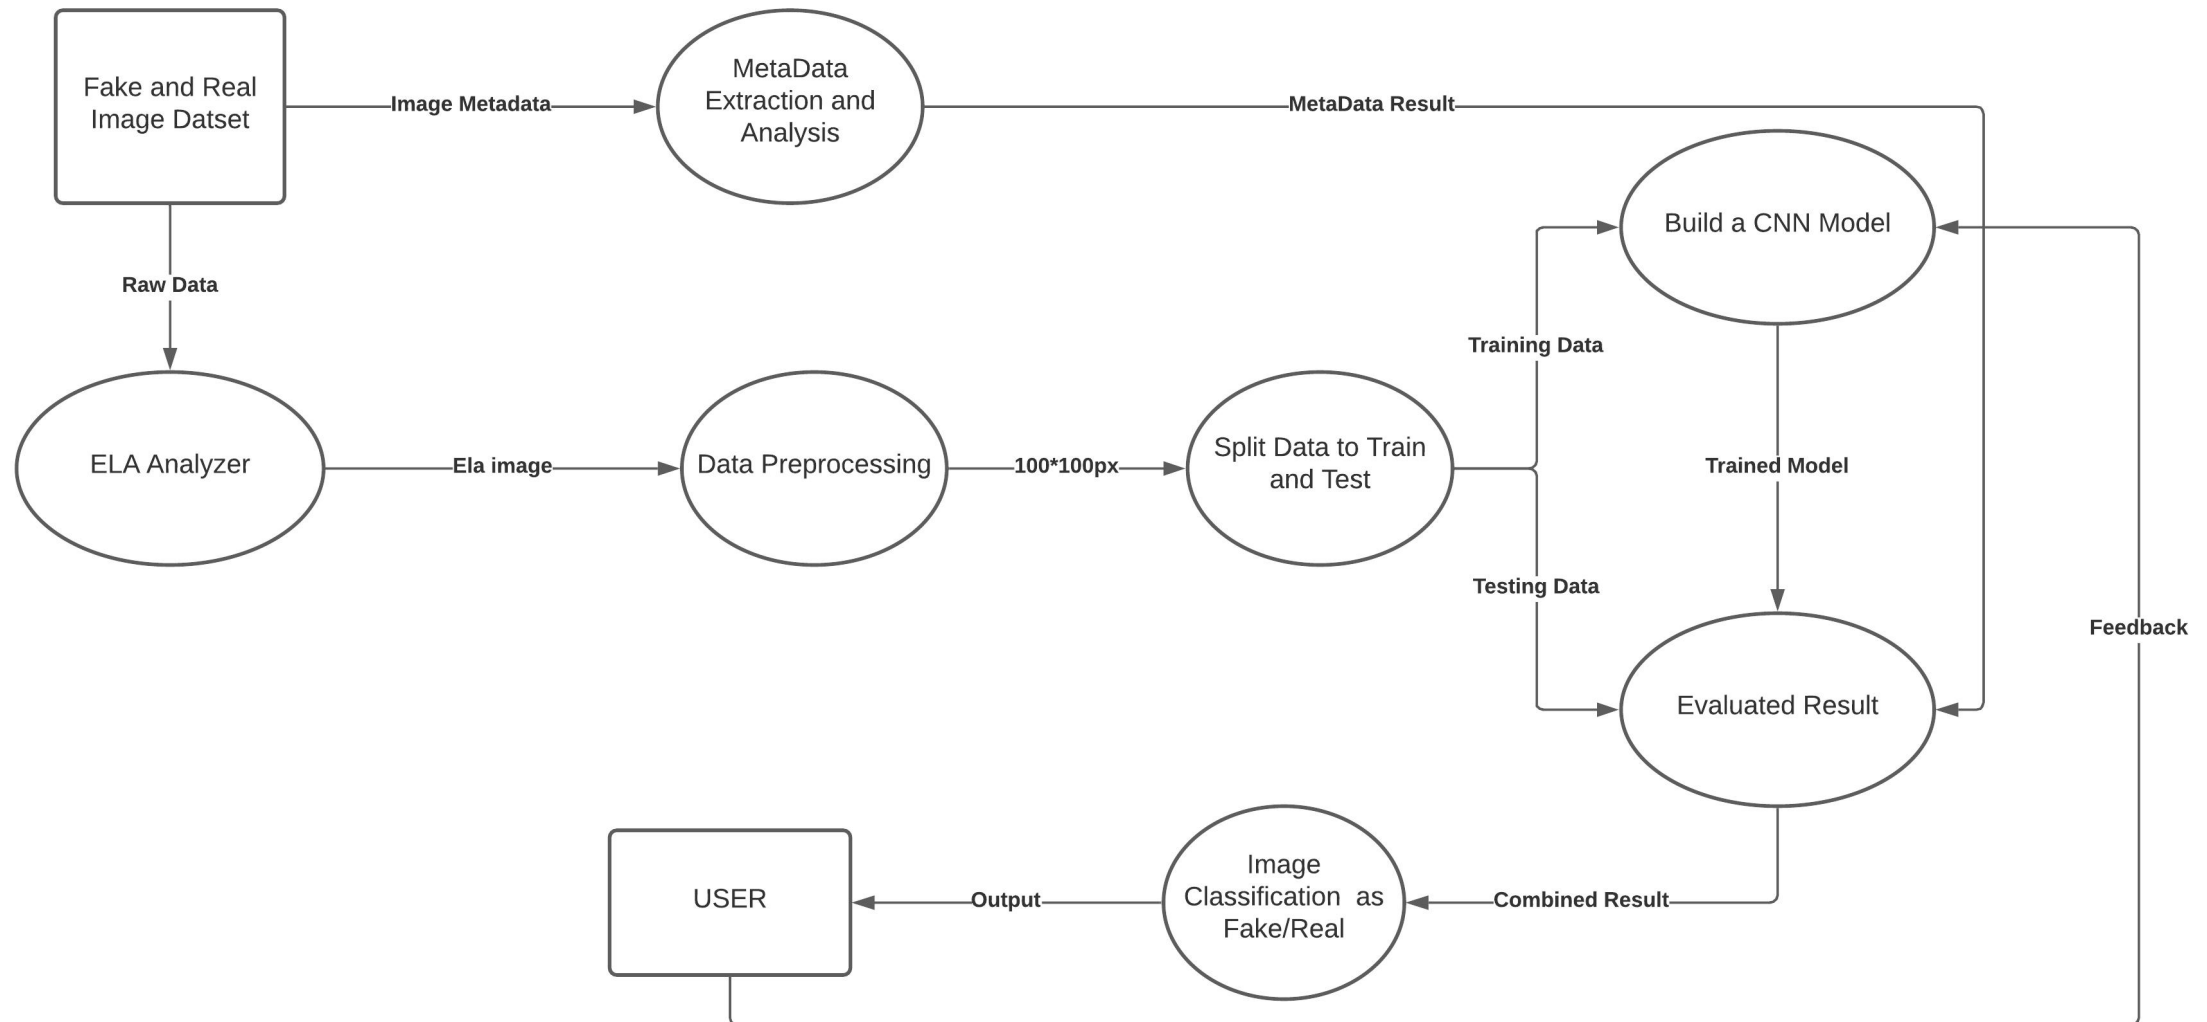 Fake and Real
Image Datset
Image Metadata
MetaData
Extraction and
Analysis
MetaData Result
Build a CNN Model
Raw Data
Training Data
ELA Analyzer
Ela image
Data Preprocessing
100*100px
Split Data to Train
and Test
Trained Model
Testing Data
Feedback
Evaluated Result
USER
Output
Image
Classification as
Fake/Real
Combined Result